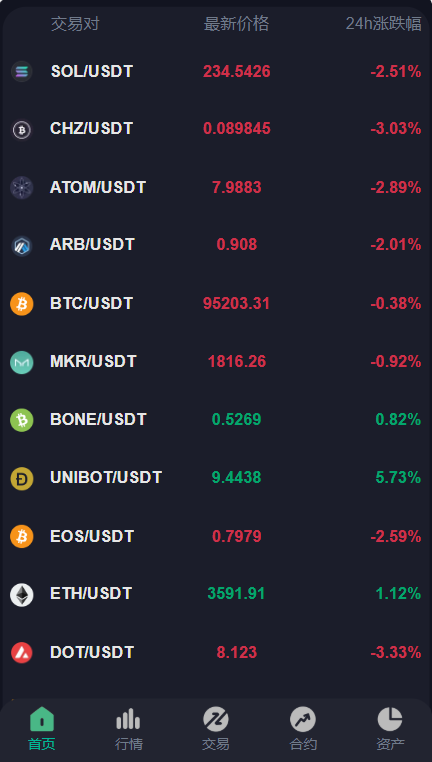 交易对 最新价格 24h涨跌幅
SOL/USDT 234.5426 -2.51%
CHZ/USDT 0.089845 -3.03%
ATOM/USDT 7.9883 -2.89%
ARB/USDT 0.908 -2.01%
BTC/USDT 95203.31 -0.38%
MKR/USDT 1816.26 -0.92%
BONE/USDT 0.5269 0.82%
UNIBOT/USDT 9.4438 5.73%
EOS/USDT 0.7979 -2.59%
ETH/USDT 3591.91 1.12%
DOT/USDT 8.123 -3.33%
首页 行情 交易 合约 资产